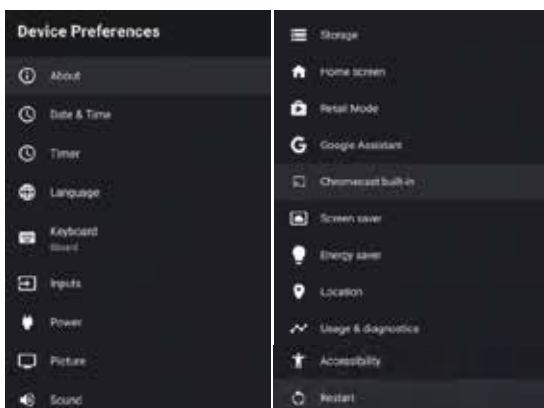 Device Preferences
About
Date & Time
Timer
Language
Keyboard
Inputs
Power
Picture
Sound
Storage
Home screen
Retail Mode
Google Assistant
Chromecast built-in
Screen saver
Energy saver
Location
Usage & diagnostics
Accessibility
Restart